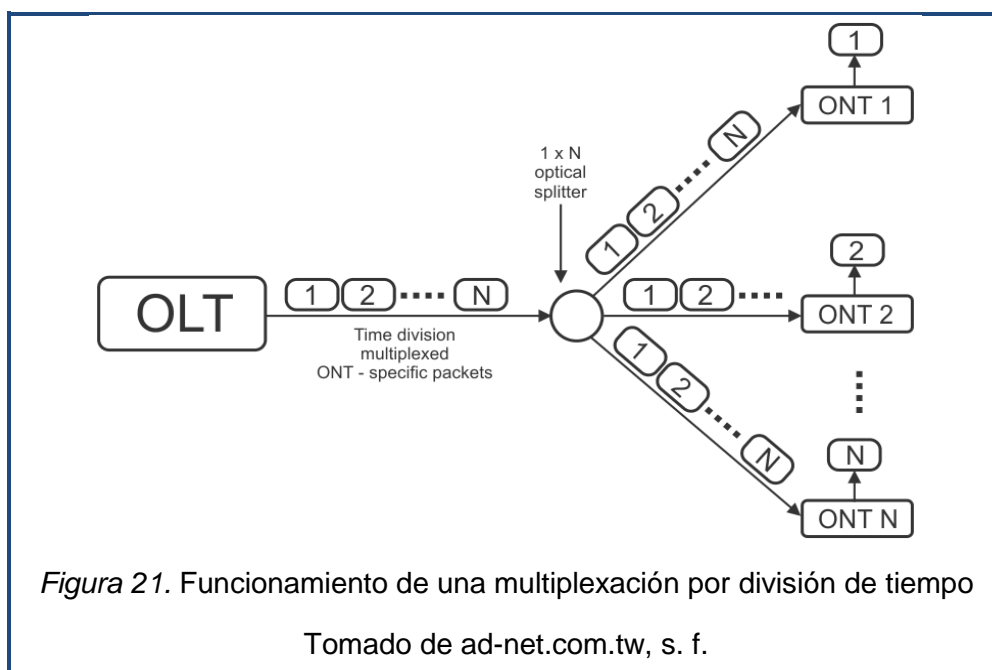 1
ONT 1
1 2 ..... N
1 x N
optical
splitter
2
OLT
1 2 ..... N
1 2 .....
ONT 2
Time division
multiplexed
ONT - specific packets
1 2 ..... N
N
ONT N
Figura 21. Funcionamiento de una multiplexación por división de tiempo
Tomado de ad-net.com.tw, s. f.